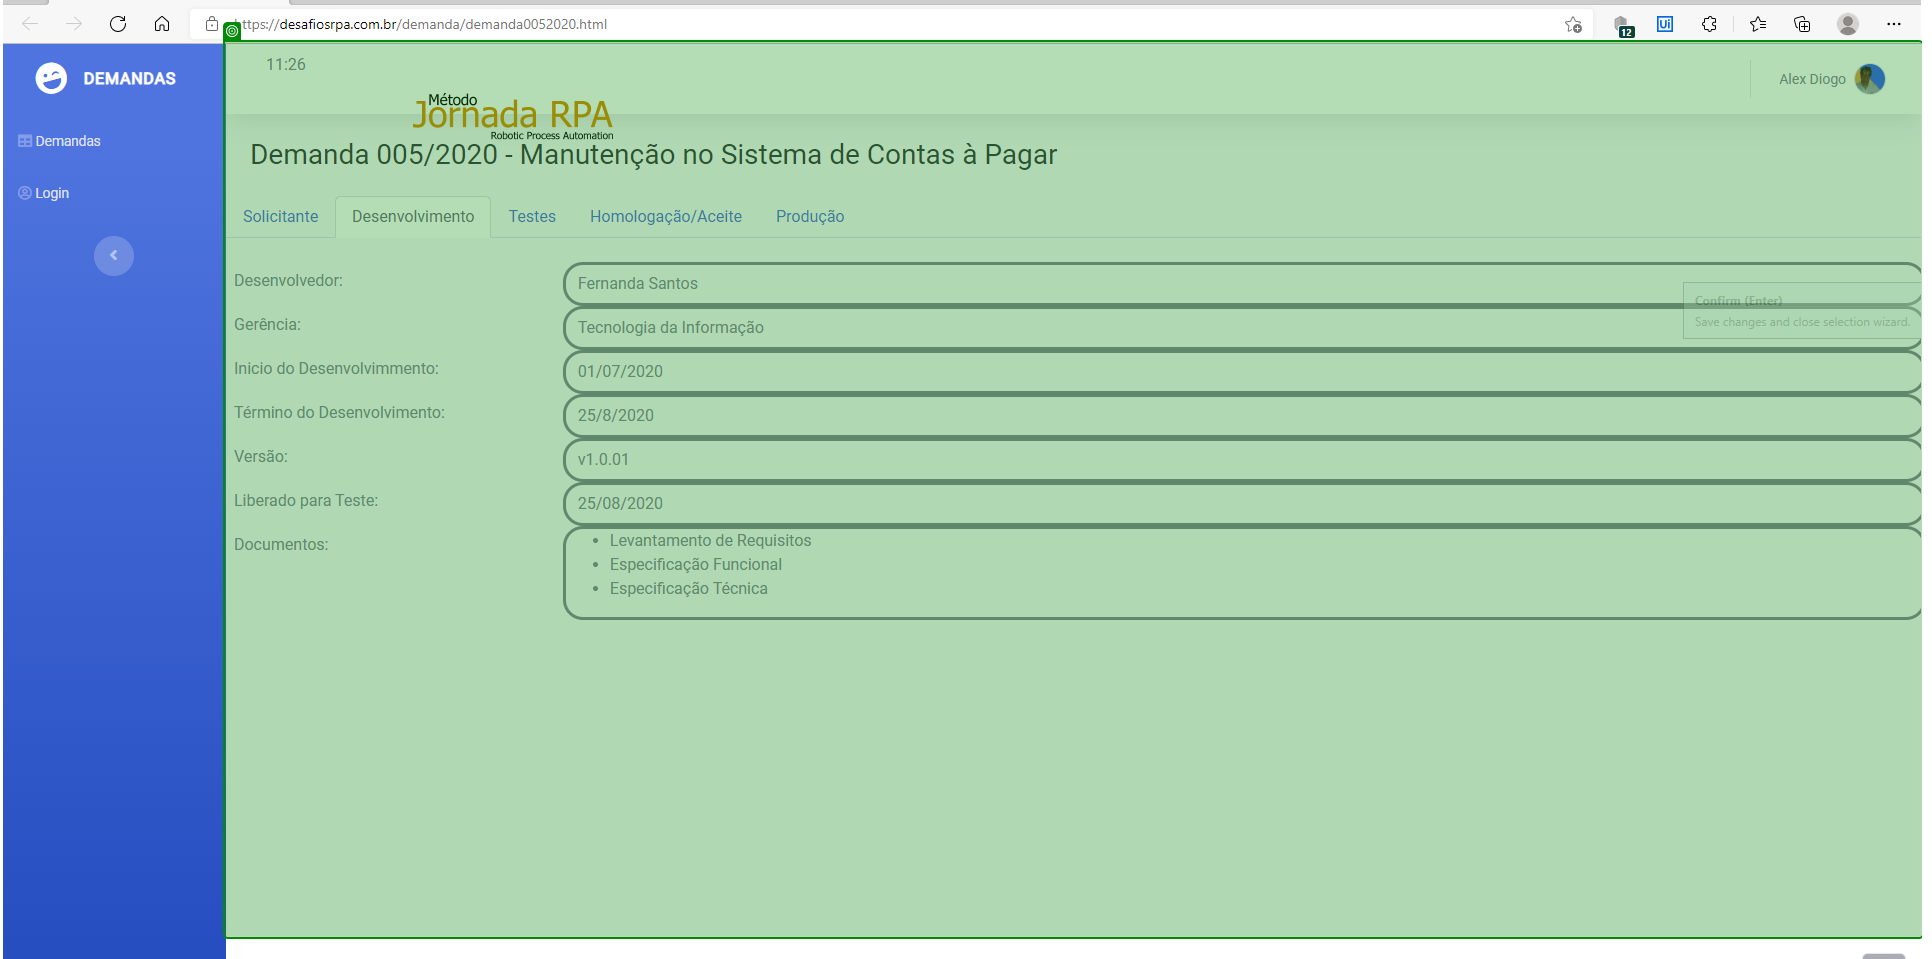 https://desafiosrpa.com.br/demanda/demanda0052020.html
12
Ui
DEMANDAS
Demandas
Login
11:26
Alex Diogo
Método
Jornada RPA
Robotic Process Automation
Demanda 005/2020 - Manutenção no Sistema de Contas à Pagar
Solicitante Desenvolvimento Testes Homologação/Aceite Produção
Desenvolvedor: Fernanda Santos
Confirm (Enter)
Save changes and close selection wizard.
Gerência: Tecnologia da Informação
Inicio do Desenvolvimmento: 01/07/2020
Término do Desenvolvimento: 25/8/2020
Versão: v1.0.01
Liberado para Teste: 25/08/2020
Documentos:
• Levantamento de Requisitos
• Especificação Funcional
• Especificação Técnica